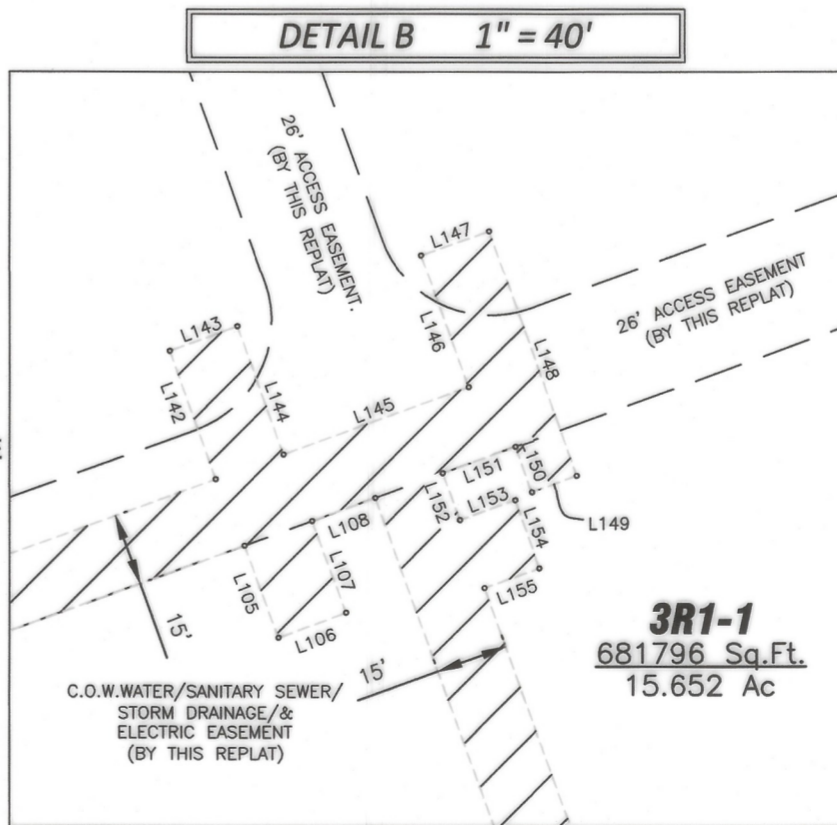 DETAIL B 1" = 40'
26' ACCESS EASEMENT.
(BY THIS REPLAT)
L147
26' ACCESS EASEMENT
(BY THIS REPLAT)
L143
L146
L148
L142
L144
L145
L151
L150
L152
L153
L149
L108
L154
L105
L107
L155
L106
15'
15'
3R1-1
681796 Sq.Ft.
15.652 Ac
C.O.W.WATER/SANITARY SEWER/
STORM DRAINAGE/&
ELECTRIC EASEMENT
(BY THIS REPLAT)